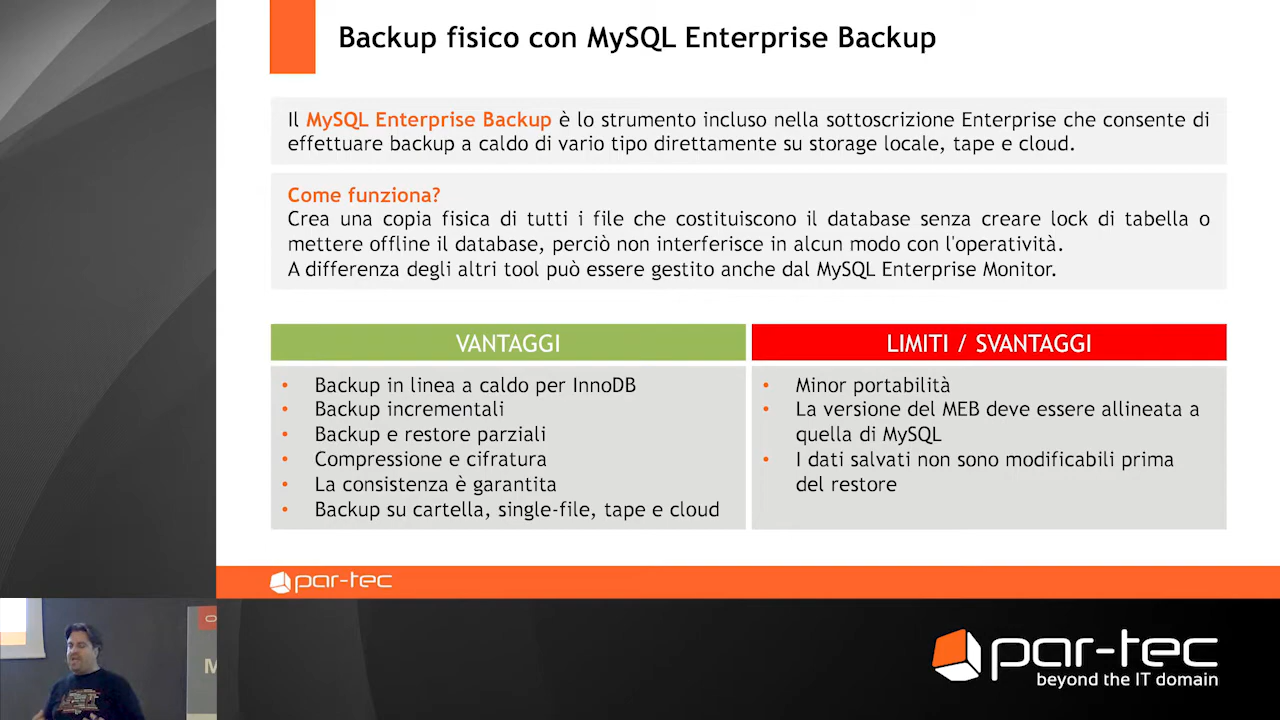 Backup fisico con MySQL Enterprise Backup
Il MySQL Enterprise Backup è lo strumento incluso nella sottoscrizione Enterprise che consente di
effettuare backup a caldo di vario tipo direttamente su storage locale, tape e cloud.
Come funziona?
Crea una copia fisica di tutti i file che costituiscono il database senza creare lock di tabella o
mettere offline il database, perciò non interferisce in alcun modo con l'operatività.
A differenza degli altri tool può essere gestito anche dal MySQL Enterprise Monitor.
VANTAGGI
• Backup in linea a caldo per InnoDB
• Backup incrementali
• Backup e restore parziali
• Compressione e cifratura
• La consistenza è garantita
• Backup su cartella, single-file, tape e cloud
LIMITI / SVANTAGGI
• Minor portabilità
• La versione del MEB deve essere allineata a
quella di MySQL
• I dati salvati non sono modificabili prima
del restore
par-tec
par-tec
beyond the IT domain